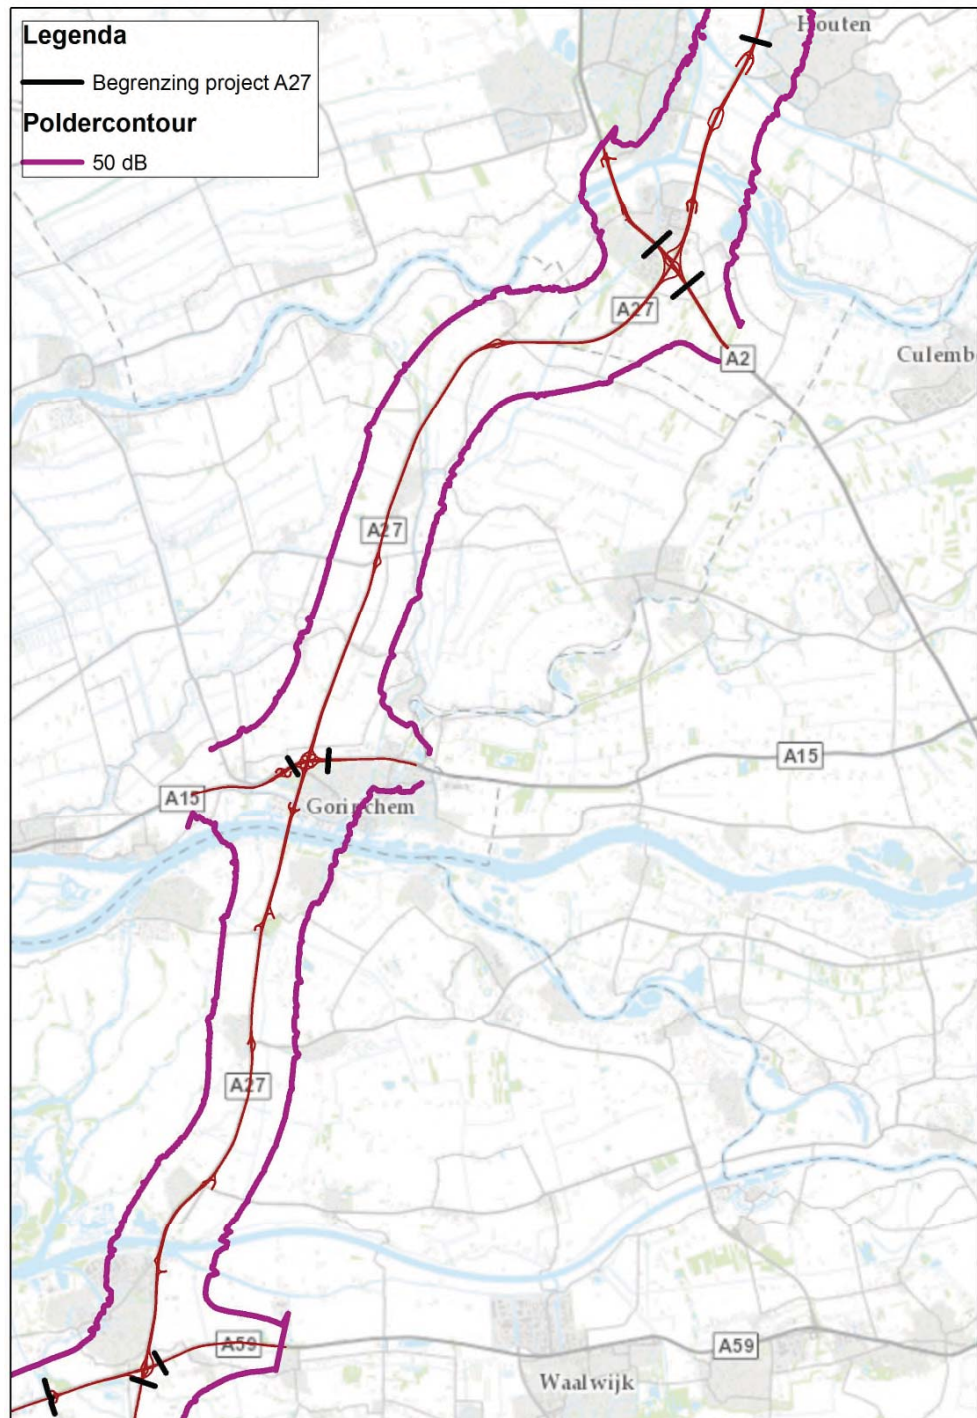 Legenda
Begrenzing project A27
Poldercontour
50 dB
Houten
A27
A2
Culemb
A27
A15
A15
Gorinchem
A27
A59
A59
Waalwijk